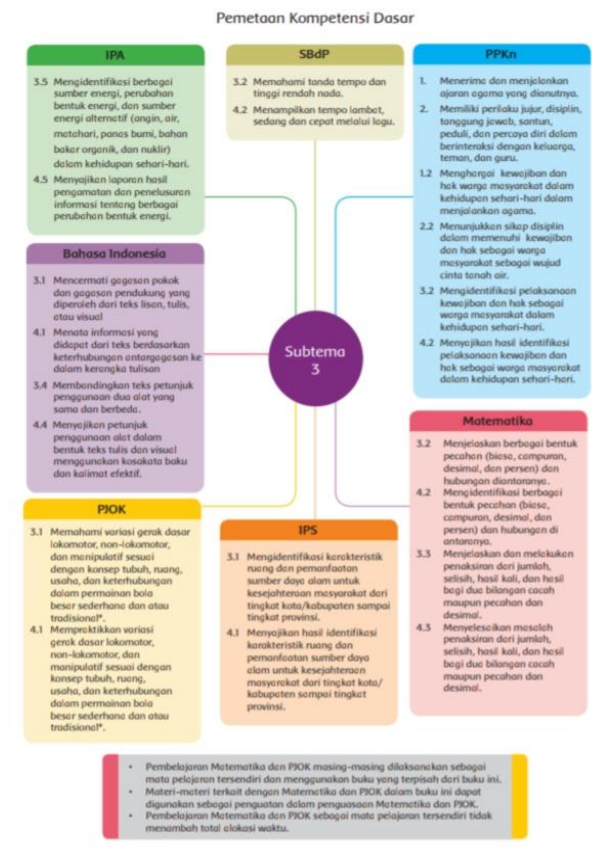 Pemetaan Kompetensi Dasar
IPA
3.5 Mengidentifikasi berbagai
sumber energi, perubahan
bentuk energi, dan sumber
energi alternatif (angin, air,
matahari, panas bumi, bahan
bakar organik, dan nuklir)
dalam kehidupan sehari-hari.
4.5 Menyajikan laporan hasil
pengamatan dan penelusuran
informasi tentang berbagai
perubahan bentuk energi.
SBdP
3.2 Memahami tanda tempo dan
tinggi rendah nada.
4.2 Menampilkan tempo lambat,
sedang dan cepat melalui lagu.
PPKn
1. Menerima dan menjalankan
ajaran agama yang dianutnya.
2. Memiliki perilaku jujur, disiplin,
tanggung jawab, santun,
peduli, dan percaya diri dalam
berinteraksi dengan keluarga,
teman, dan guru.
1.2 Menghargai kewajiban dan
hak warga masyarakat dalam
kehidupan sehari-hari dalam
menjalankan agama.
2.2 Menunjukkan sikap disiplin
dalam memenuhi kewajiban
dan hak sebagai warga
masyarakat sebagai wujud
cinta tanah air.
3.2 Mengidentifikasi pelaksanaan
kewajiban dan hak sebagai
warga masyarakat dalam
kehidupan sehari-hari.
4.2 Menyajikan hasil identifikasi
pelaksanaan kewajiban dan
hak sebagai warga masyarakat
dalam kehidupan sehari-hari.
Bahasa Indonesia
3.1 Mencermati gagasan pokok
dan gagasan pendukung yang
diperoleh dari teks lisan, tulis,
atau visual
4.1 Menata informasi yang
didapat dari teks berdasarkan
keterhubungan antargagasan ke
dalam kerangka tulisan
3.4 Membandingkan teks petunjuk
penggunaan dua alat yang
sama dan berbeda.
4.4 Menyajikan petunjuk
penggunaan alat dalam
bentuk teks tulis dan visual
menggunakan kosakata baku
dan kalimat efektif.
Subtema
3
Matematika
3.2 Menjelaskan berbagai bentuk
pecahan (biasa, campuran,
desimal, dan persen) dan
hubungan diantaranya.
4.2 Mengidentifikasi berbagai
bentuk pecahan (biasa,
campuran, desimal, dan
persen) dan hubungan di
antaranya.
3.3 Menjelaskan dan melakukan
penaksiran dari jumlah,
selisih, hasil kali, dan hasil
bagi dua bilangan cacah
maupun pecahan dan
desimal.
4.3 Menyelesaikan masalah
penaksiran dari jumlah,
selisih, hasil kali, dan hasil
bagi dua bilangan cacah
maupun pecahan dan
desimal.
PJOK
3.1 Memahami variasi gerak dasar
lokomotor, non-lokomotor,
dan manipulatif sesuai
dengan konsep tubuh, ruang,
usaha, dan keterhubungan
dalam permainan bola
besar sederhana dan atau
tradisional*.
4.1 Mempraktikkan variasi
gerak dasar lokomotor,
non-lokomotor, dan
manipulatif sesuai dengan
konsep tubuh, ruang,
usaha, dan keterhubungan
dalam permainan bola
besar sederhana dan atau
tradisional*.
IPS
3.1 Mengidentifikasi karakteristik
ruang dan pemanfaatan
sumber daya alam untuk
kesejahteraan masyarakat dari
tingkat kota/kabupaten sampai
tingkat provinsi.
4.1 Menyajikan hasil identifikasi
karakteristik ruang dan
pemanfaatan sumber daya
alam untuk kesejahteraan
masyarakat dari tingkat kota/
kabupaten sampai tingkat
provinsi.
• Pembelajaran Matematika dan PJOK masing-masing dilaksanakan sebagai
mata pelajaran tersendiri dan menggunakan buku yang terpisah dari buku ini.
• Materi-materi terkait dengan Matematika dan PJOK dalam buku ini dapat
digunakan sebagai penguatan dalam penguasaan Matematika dan PJOK.
• Pembelajaran Matematika dan PJOK sebagai mata pelajaran tersendiri tidak
menambah total alokasi waktu.